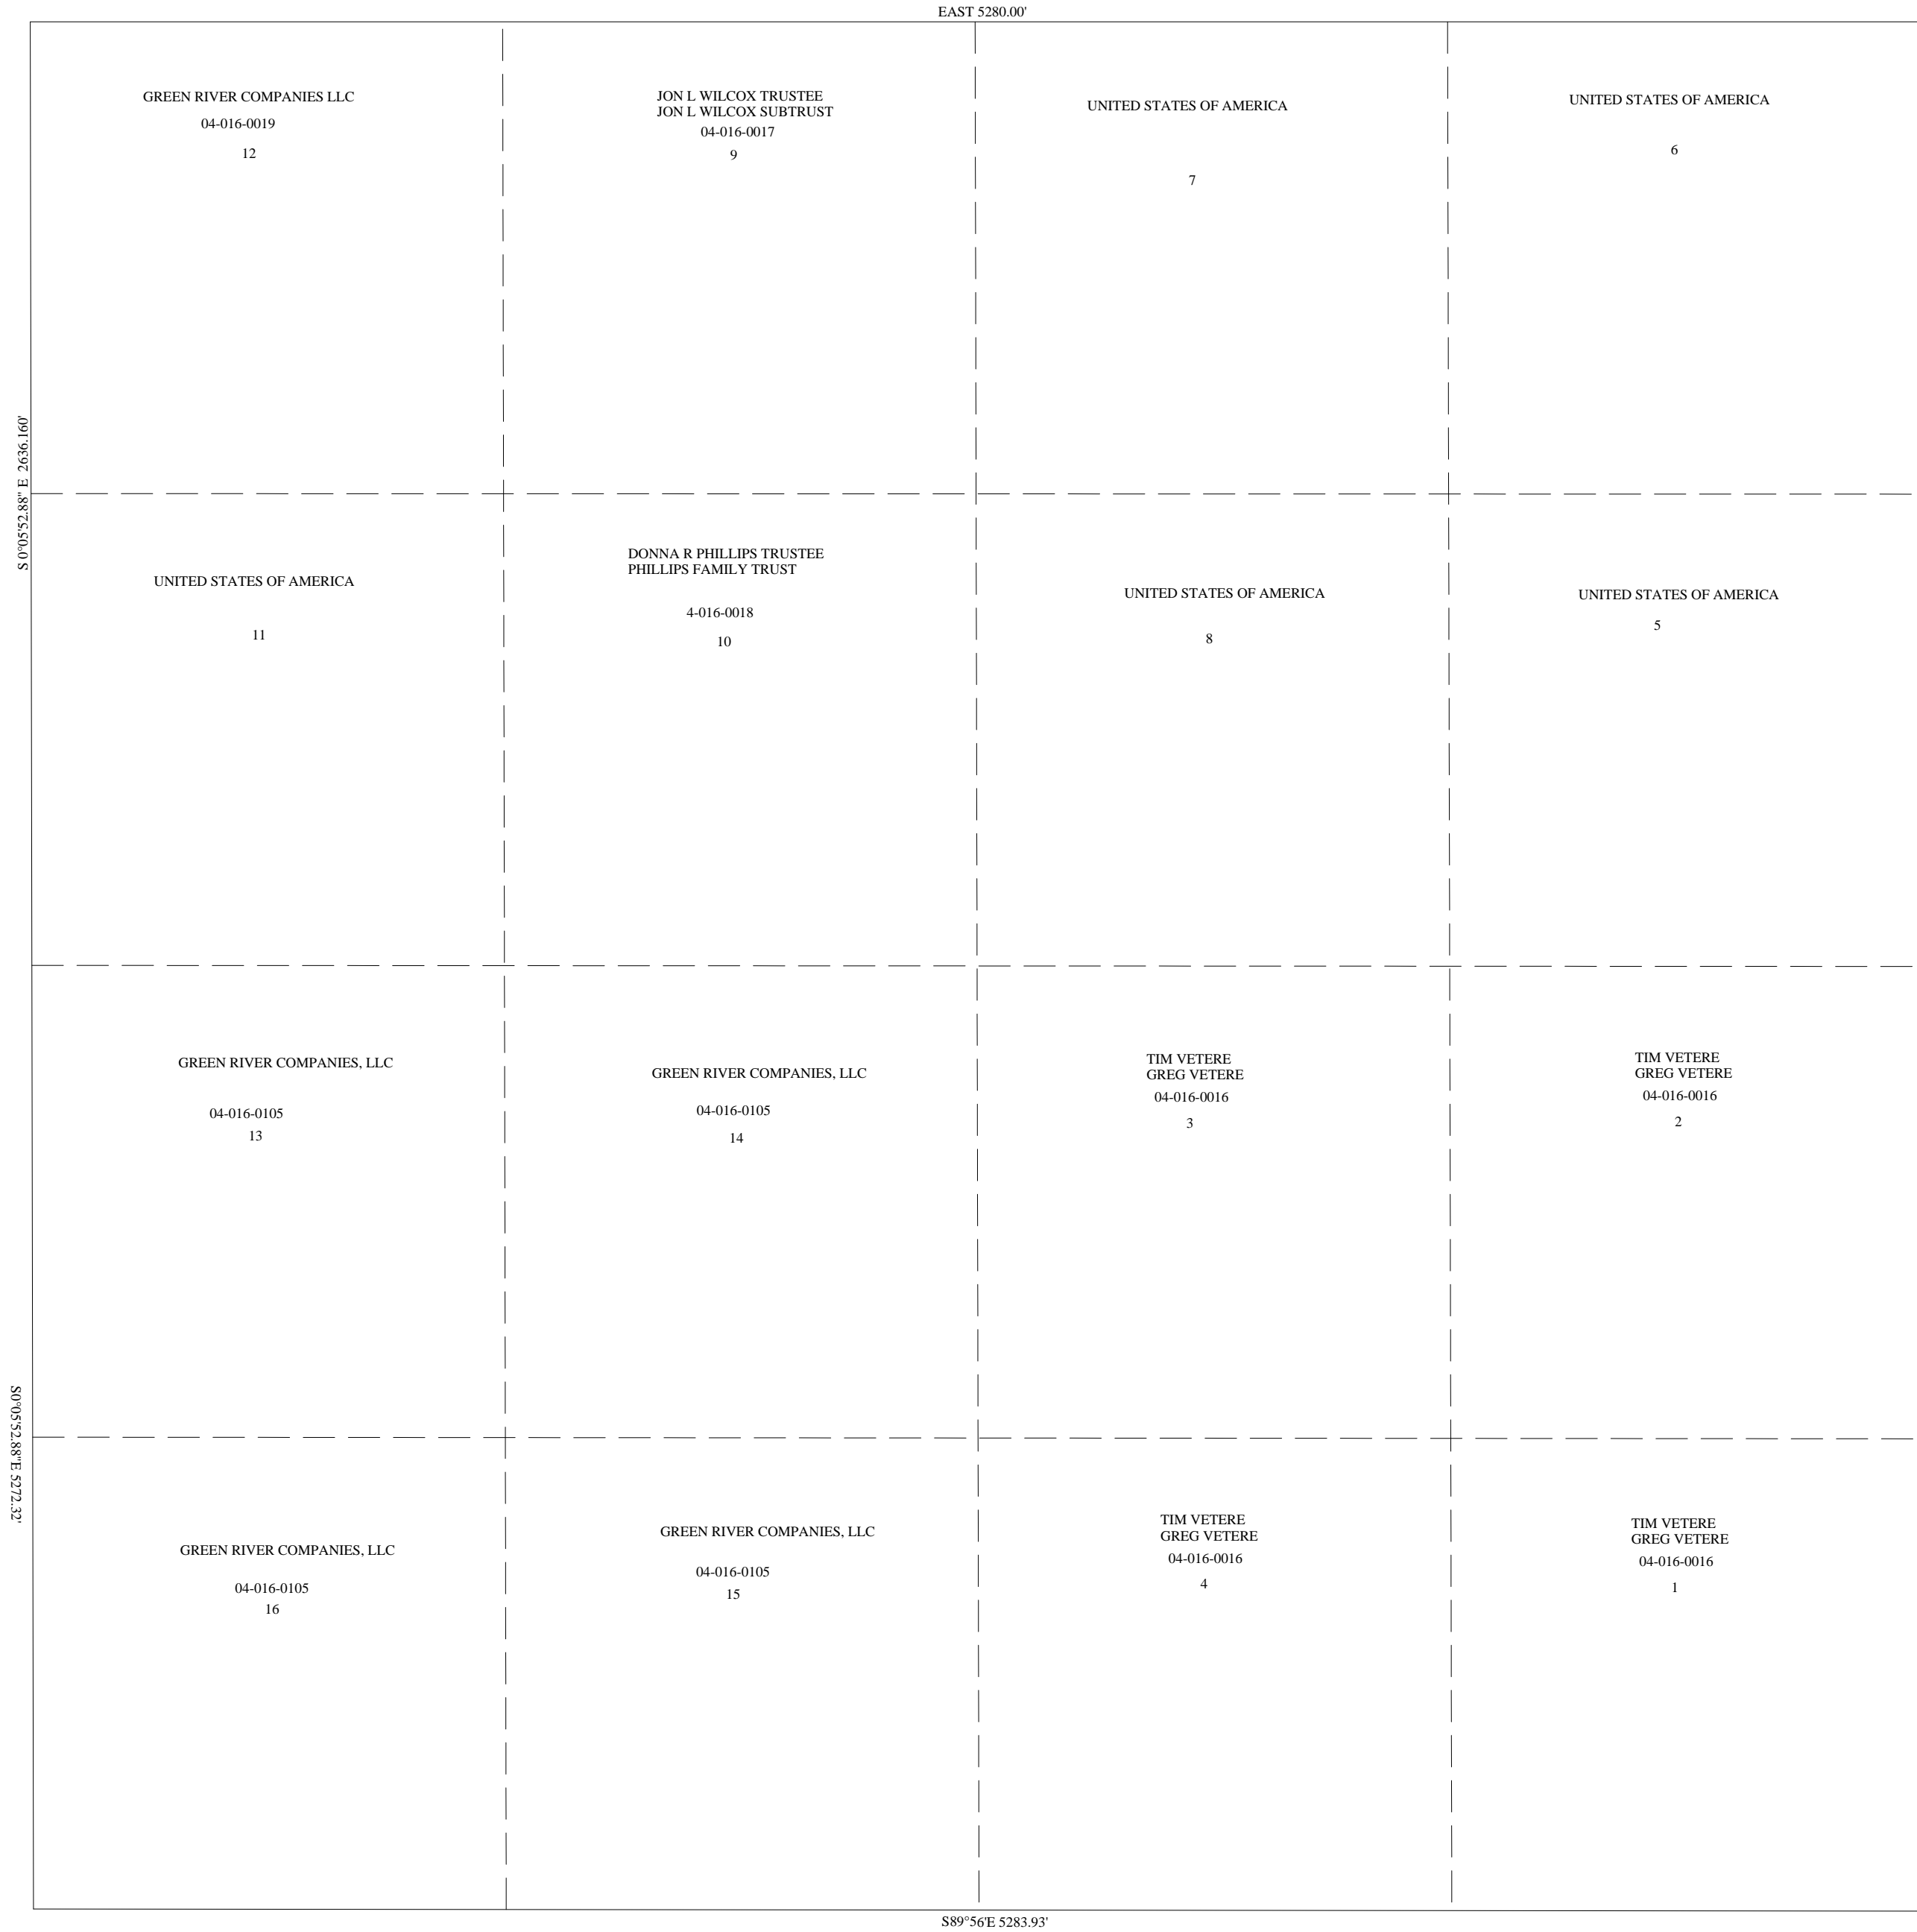 EAST 5280.00'
GREEN RIVER COMPANIES LLC
04-016-0019
12
JON L WILCOX TRUSTEE
JON L WILCOX SUBTRUST
04-016-0017
9
UNITED STATES OF AMERICA
7
UNITED STATES OF AMERICA
6
S 0°05'52.88" E 2636.160'
UNITED STATES OF AMERICA
11
DONNA R PHILLIPS TRUSTEE
PHILLIPS FAMILY TRUST
4-016-0018
10
UNITED STATES OF AMERICA
8
UNITED STATES OF AMERICA
5
GREEN RIVER COMPANIES, LLC
04-016-0105
13
GREEN RIVER COMPANIES, LLC
04-016-0105
14
TIM VETERE
GREG VETERE
04-016-0016
3
TIM VETERE
GREG VETERE
04-016-0016
2
S0°05'52.88"E 5272.32'
GREEN RIVER COMPANIES, LLC
04-016-0105
16
GREEN RIVER COMPANIES, LLC
04-016-0105
15
TIM VETERE
GREG VETERE
04-016-0016
4
TIM VETERE
GREG VETERE
04-016-0016
1
S89°56'E 5283.93'